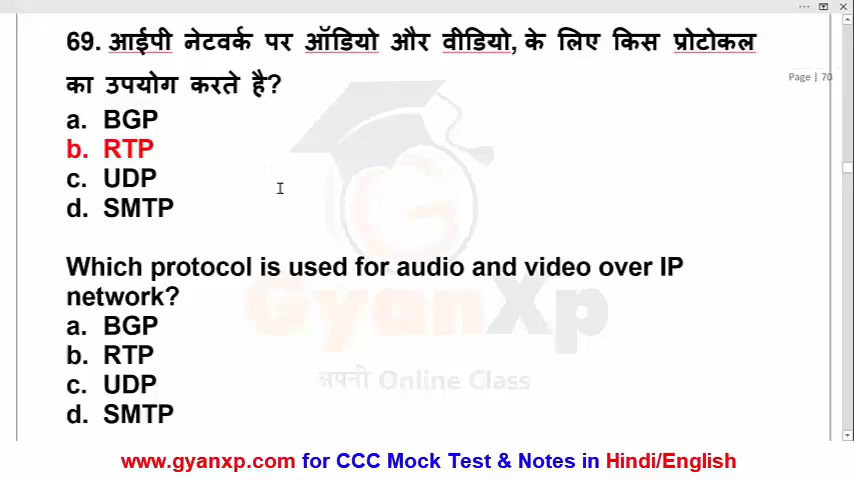 69. आईपी नेटवर्क पर ऑडियो और वीडियो, के लिए किस प्रोटोकल
का उपयोग करते है?
Page | 70
a. BGP
b. RTP
c. UDP
d. SMTP
Which protocol is used for audio and video over IP
network?
a. BGP
b. RTP
c. UDP
d. SMTP
GyanXp
अपनी Online Class
www.gyanxp.com for CCC Mock Test & Notes in Hindi/English